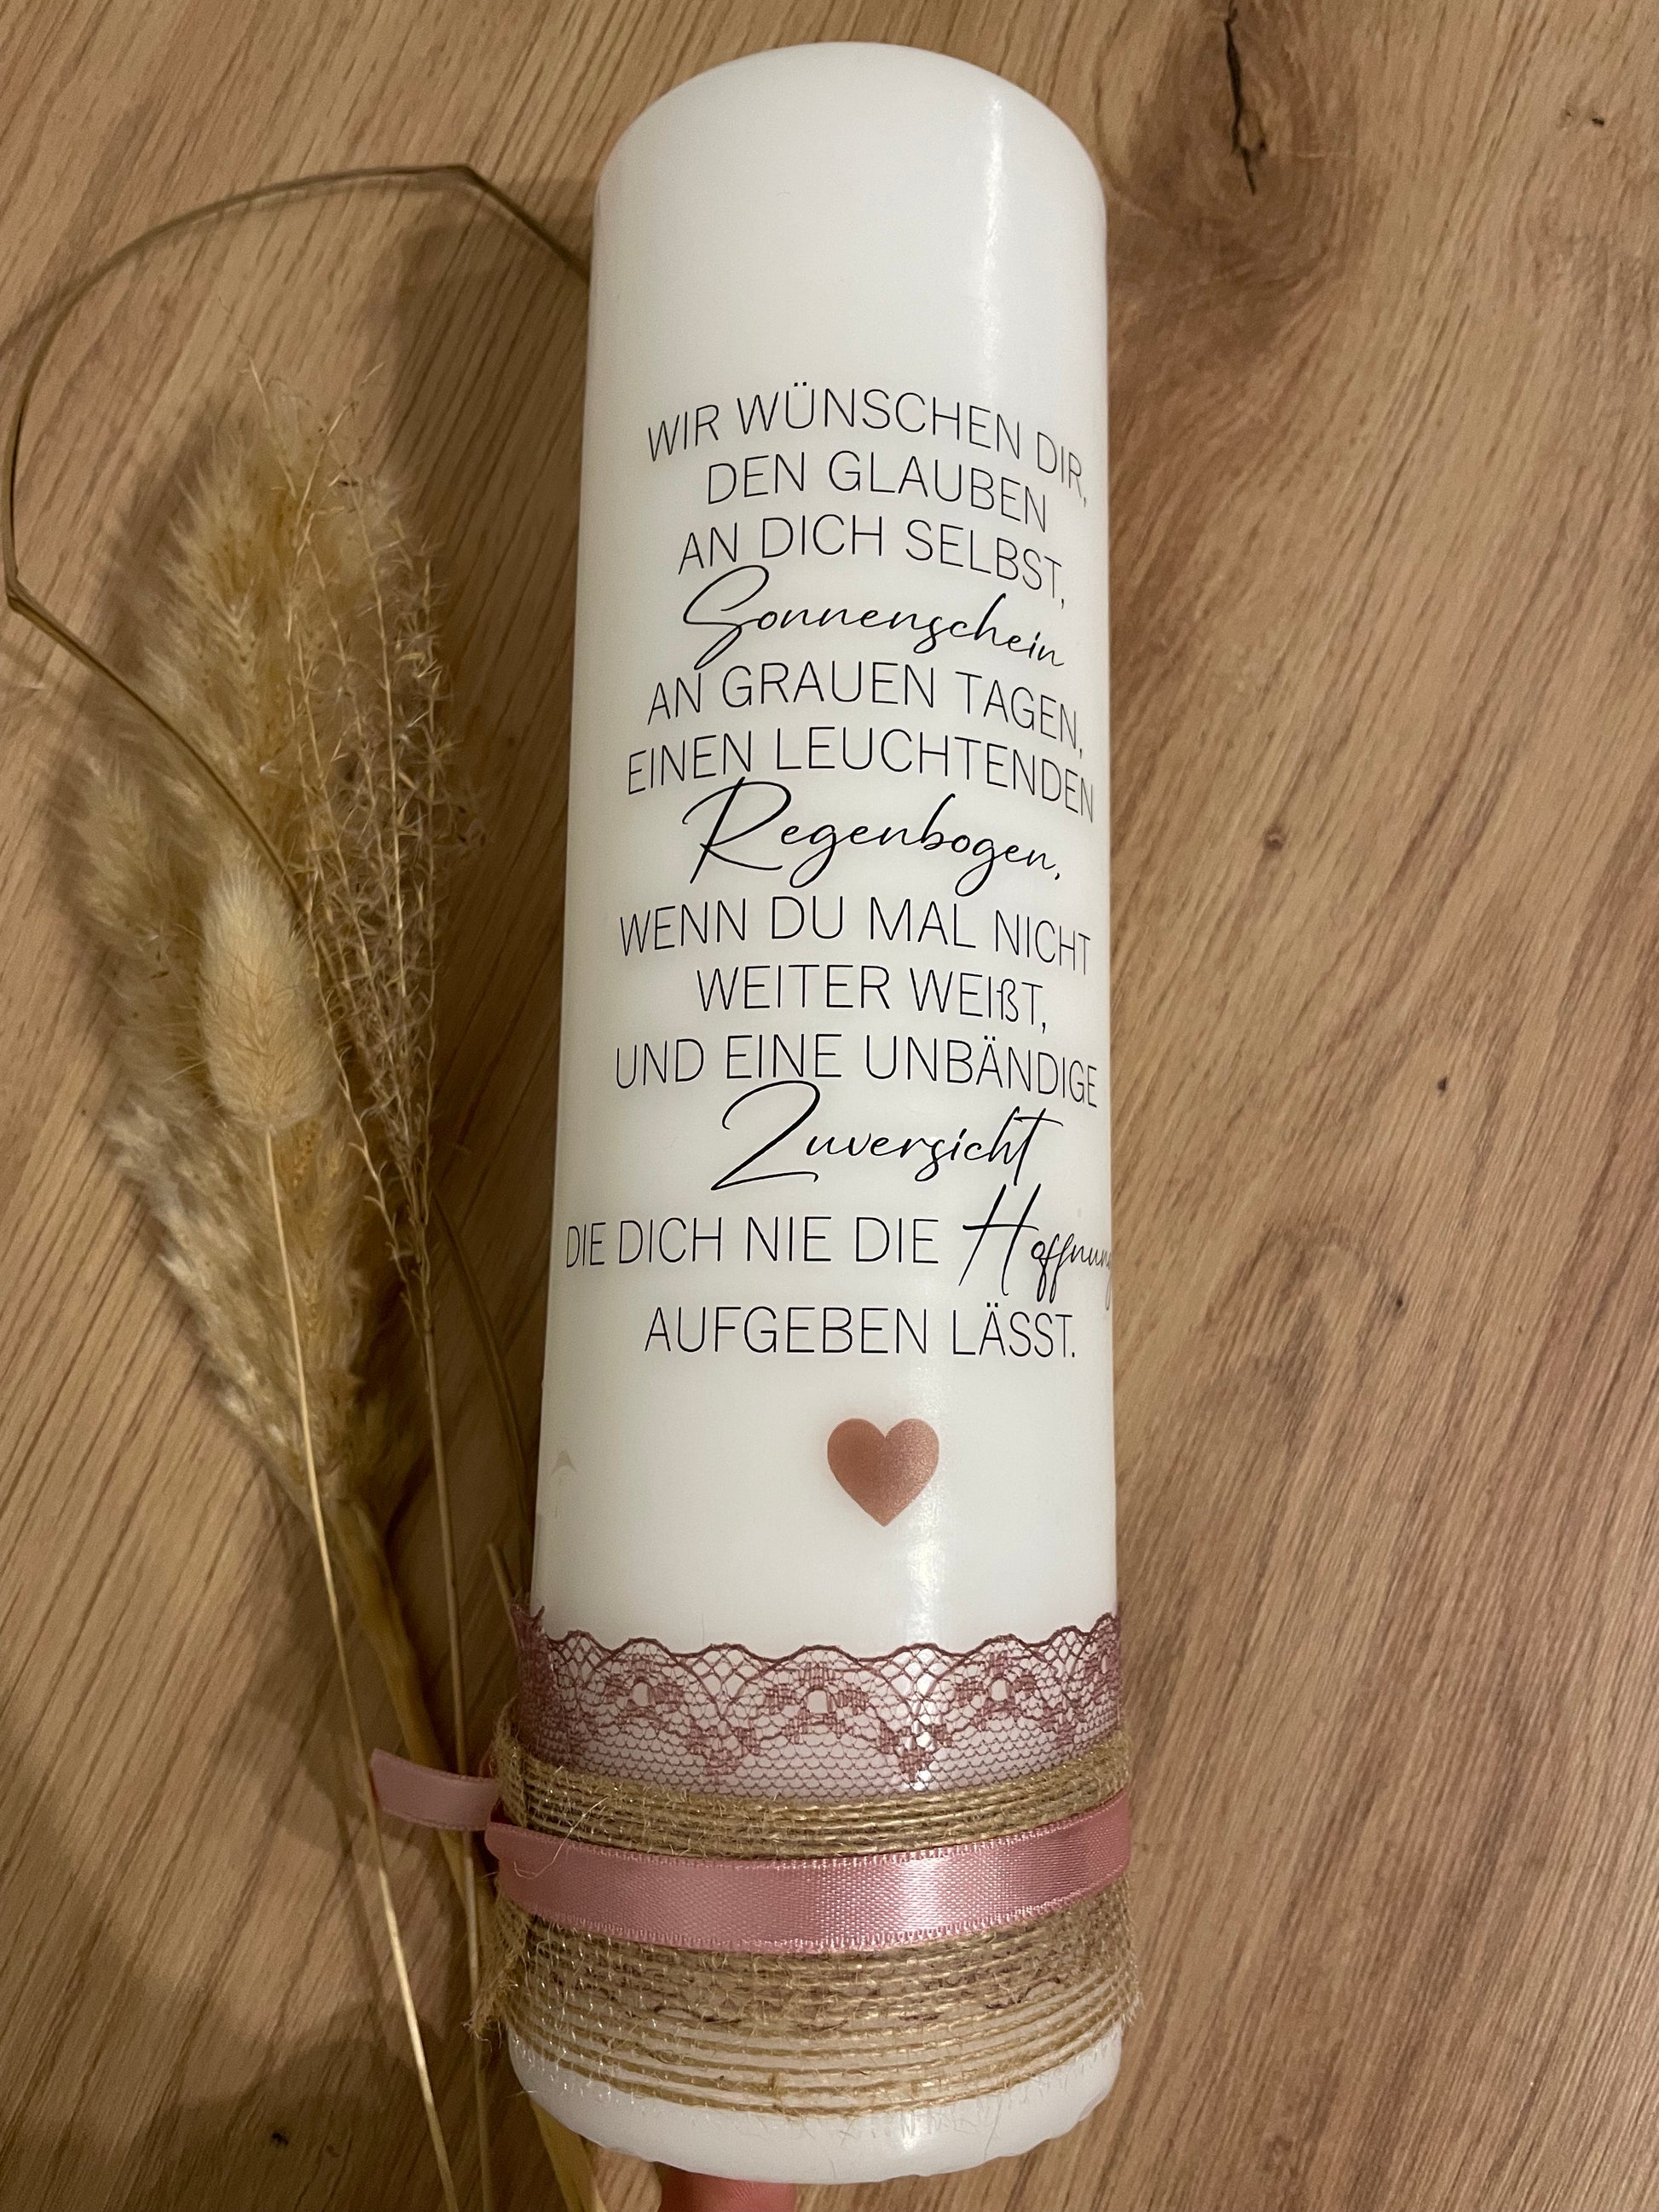 WIR WÜNSCHEN DIR,
DEN GLAUBEN
AN DICH SELBST,
Sonnenschein
AN GRAUEN TAGEN,
EINEN LEUCHTENDEN
Regenbogen,
WENN DU MAL NICHT
WEITER WEIßT,
UND EINE UNBÄNDIGE
Zuversicht
DIE DICH NIE DIE Hoffnung
AUFGEBEN LÄSST.